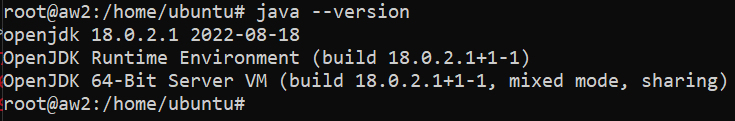 root@aw2:/home/ubuntu# java --version
openjdk 18.0.2.1 2022-08-18
OpenJDK Runtime Environment (build 18.0.2.1+1-1)
OpenJDK 64-Bit Server VM (build 18.0.2.1+1-1, mixed mode, sharing)
root@aw2:/home/ubuntu#